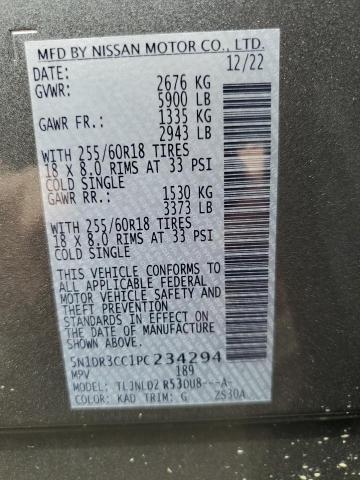 MFD BY NISSAN MOTOR CO., LTD.
DATE: 12/22
GVWR: 2676 KG
5900 LB
GAWR FR.: 1335 KG
2943 LB
WITH 255/60R18 TIRES
18 X 8.0 RIMS AT 33 PSI
COLD SINGLE
GAWR RR.: 1530 KG
3373 LB
WITH 255/60R18 TIRES
18 X 8.0 RIMS AT 33 PSI
COLD SINGLE
THIS VEHICLE CONFORMS TO
ALL APPLICABLE FEDERAL
MOTOR VEHICLE SAFETY AND
THEFT PREVENTION
STANDARDS IN EFFECT ON
THE DATE OF MANUFACTURE
SHOWN ABOVE.
5N1DR3CC1PC234294
MPV 189
MODEL: TLJNLD2 R53DU8---A-
COLOR: KAD TRIM: G ZS30A